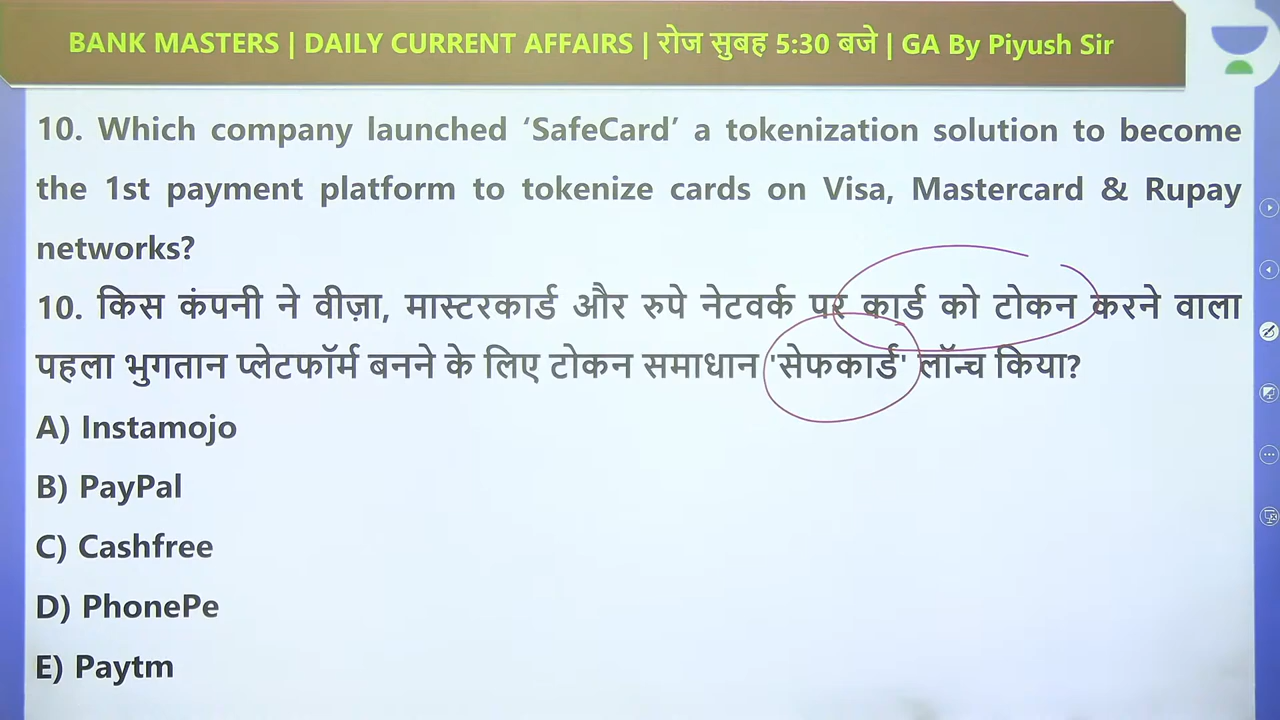 BANK MASTERS | DAILY CURRENT AFFAIRS | रोज सुबह 5:30 बजे | GA By Piyush Sir
10. Which company launched ‘SafeCard’ a tokenization solution to become
the 1st payment platform to tokenize cards on Visa, Mastercard & Rupay
networks?
10. किस कंपनी ने वीज़ा, मास्टरकार्ड और रुपे नेटवर्क पर कार्ड को टोकन करने वाला
पहला भुगतान प्लेटफॉर्म बनने के लिए टोकन समाधान 'सेफकार्ड' लॉन्च किया?
A) Instamojo
B) PayPal
C) Cashfree
D) PhonePe
E) Paytm